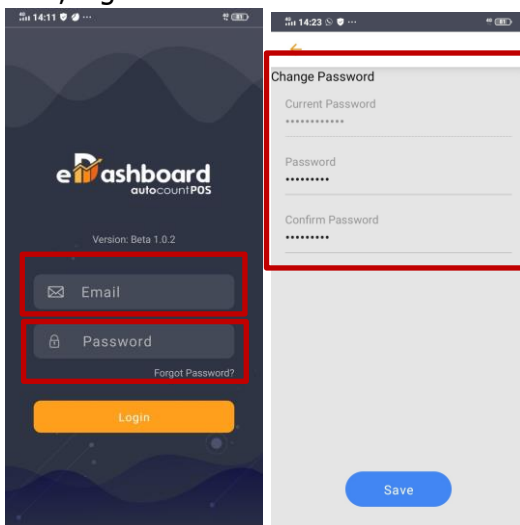 14:11
eDashboard
autocountPOS
Version: Beta 1.0.2
Email
Password
Forgot Password?
Login
14:23
Change Password
Current Password
••••••••••••
Password
•••••••••
Confirm Password
•••••••••
Save